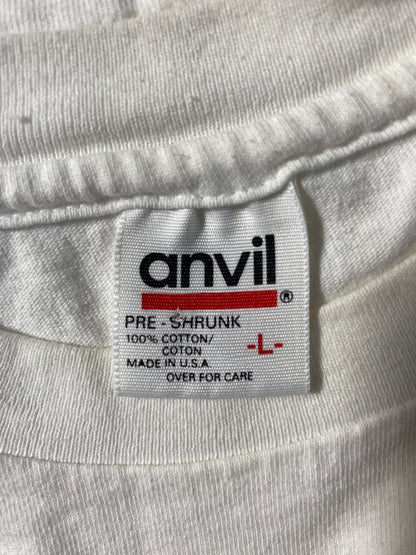 anvil
®
PRE-SHRUNK
100% COTTON/
COTON
-L-
MADE IN U.S.A
OVER FOR CARE